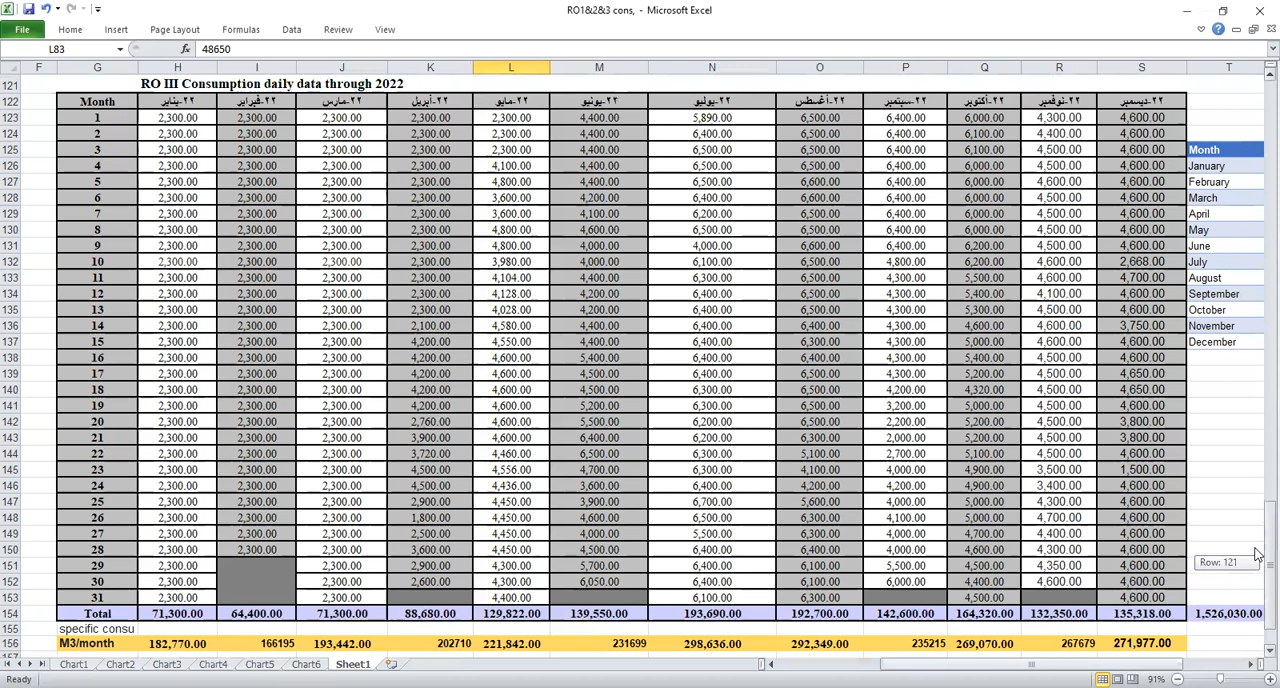 RO1&2&3 cons, - Microsoft Excel
File Home Insert Page Layout Formulas Data Review View
L83 fx 48650
F G H I J K L M N O P Q R S T
121 RO III Consumption daily data through 2022
122 Month يناير-٢٢ فبراير-٢٢ مارس-٢٢ أبريل-٢٢ مايو-٢٢ يونيو-٢٢ يوليو-٢٢ أغسطس-٢٢ سبتمبر-٢٢ أكتوبر-٢٢ نوفمبر-٢٢ ديسمبر-٢٢
123 1 2,300.00 2,300.00 2,300.00 2,300.00 2,300.00 4,400.00 5,890.00 6,500.00 6,400.00 6,000.00 4,300.00 4,600.00
124 2 2,300.00 2,300.00 2,300.00 2,300.00 2,300.00 4,400.00 6,400.00 6,500.00 6,400.00 6,100.00 4,400.00 4,600.00
125 3 2,300.00 2,300.00 2,300.00 2,300.00 2,300.00 4,400.00 6,500.00 6,500.00 6,400.00 6,100.00 4,500.00 4,600.00 Month
126 4 2,300.00 2,300.00 2,300.00 2,300.00 4,100.00 4,400.00 6,500.00 6,500.00 6,400.00 6,200.00 4,500.00 4,600.00 January
127 5 2,300.00 2,300.00 2,300.00 2,300.00 4,800.00 4,400.00 6,500.00 6,600.00 6,400.00 6,200.00 4,600.00 4,600.00 February
128 6 2,300.00 2,300.00 2,300.00 2,300.00 3,600.00 4,200.00 6,400.00 6,600.00 6,400.00 6,200.00 4,600.00 4,600.00 March
129 7 2,300.00 2,300.00 2,300.00 2,300.00 3,600.00 4,100.00 6,200.00 6,500.00 6,400.00 6,200.00 4,500.00 4,600.00 April
130 8 2,300.00 2,300.00 2,300.00 2,300.00 4,800.00 4,600.00 6,500.00 6,500.00 6,400.00 6,100.00 4,500.00 4,600.00 May
131 9 2,300.00 2,300.00 2,300.00 2,300.00 4,800.00 4,000.00 4,000.00 6,600.00 6,400.00 6,200.00 4,500.00 4,600.00 June
132 10 2,300.00 2,300.00 2,300.00 2,300.00 3,980.00 4,000.00 6,100.00 6,500.00 4,800.00 6,200.00 4,600.00 2,668.00 July
133 11 2,300.00 2,300.00 2,300.00 2,300.00 4,104.00 4,400.00 6,300.00 6,500.00 4,300.00 5,500.00 4,600.00 4,700.00 August
134 12 2,300.00 2,300.00 2,300.00 2,300.00 4,128.00 4,200.00 6,400.00 6,500.00 4,300.00 5,400.00 4,100.00 4,600.00 September
135 13 2,300.00 2,300.00 2,300.00 2,300.00 4,028.00 4,200.00 6,400.00 6,500.00 4,300.00 5,300.00 4,500.00 4,600.00 October
136 14 2,300.00 2,300.00 2,300.00 2,100.00 4,580.00 4,400.00 6,400.00 6,400.00 4,300.00 4,600.00 4,600.00 3,750.00 November
137 15 2,300.00 2,300.00 2,300.00 4,200.00 4,550.00 4,400.00 6,400.00 6,300.00 4,300.00 5,000.00 4,600.00 4,600.00 December
138 16 2,300.00 2,300.00 2,300.00 4,200.00 4,600.00 5,400.00 6,400.00 6,400.00 4,300.00 5,000.00 4,500.00 4,600.00
139 17 2,300.00 2,300.00 2,300.00 4,200.00 4,600.00 4,500.00 6,300.00 6,500.00 4,300.00 5,200.00 4,500.00 4,650.00
140 18 2,300.00 2,300.00 2,300.00 4,200.00 4,600.00 4,500.00 6,300.00 6,500.00 4,200.00 4,320.00 4,500.00 4,650.00
141 19 2,300.00 2,300.00 2,300.00 4,200.00 4,600.00 5,200.00 6,300.00 6,500.00 3,200.00 4,500.00 4,500.00 4,600.00
142 20 2,300.00 2,300.00 2,300.00 2,760.00 4,600.00 5,500.00 6,200.00 6,500.00 2,200.00 5,200.00 4,500.00 3,800.00
143 21 2,300.00 2,300.00 2,300.00 3,900.00 4,300.00 6,400.00 6,200.00 6,300.00 2,000.00 5,200.00 4,500.00 3,800.00
144 22 2,300.00 2,300.00 2,300.00 3,720.00 4,460.00 6,500.00 6,300.00 5,100.00 2,700.00 5,100.00 4,500.00 4,600.00
145 23 2,300.00 2,300.00 2,300.00 4,500.00 4,556.00 4,700.00 6,300.00 4,100.00 4,000.00 4,900.00 3,500.00 1,500.00
146 24 2,300.00 2,300.00 2,300.00 4,500.00 4,436.00 3,600.00 6,400.00 4,200.00 4,200.00 4,900.00 3,400.00 4,600.00
147 25 2,300.00 2,300.00 2,300.00 2,900.00 4,450.00 3,900.00 6,700.00 5,600.00 4,000.00 5,000.00 4,300.00 4,600.00
148 26 2,300.00 2,300.00 2,300.00 1,800.00 4,450.00 4,600.00 5,500.00 6,300.00 4,100.00 5,000.00 4,700.00 4,600.00
149 27 2,300.00 2,300.00 2,300.00 2,500.00 4,450.00 4,000.00 6,300.00 6,300.00 4,000.00 4,700.00 4,400.00 4,600.00
150 28 2,300.00 2,300.00 2,300.00 3,600.00 4,450.00 4,500.00 6,400.00 6,400.00 4,000.00 4,600.00 4,300.00 4,600.00
151 29 2,300.00 2,300.00 2,900.00 4,300.00 5,700.00 6,400.00 6,100.00 5,500.00 4,500.00 4,350.00 4,600.00 Row: 121
152 30 2,300.00 2,300.00 2,600.00 4,300.00 6,050.00 6,400.00 6,100.00 6,000.00 4,400.00 4,600.00 4,600.00
153 31 2,300.00 2,300.00 4,400.00 6,100.00 6,300.00 4,500.00 4,600.00
154 Total 71,300.00 64,400.00 71,300.00 88,680.00 129,822.00 139,550.00 193,690.00 192,700.00 142,600.00 164,320.00 132,350.00 135,318.00 1,526,030.00
155 specific consu
156 M3/month 182,770.00 166195 193,442.00 202710 221,842.00 231699 298,636.00 292,349.00 235215 269,070.00 267679 271,977.00
Chart1 Chart2 Chart3 Chart4 Chart5 Chart6 Sheet1
Ready 91%